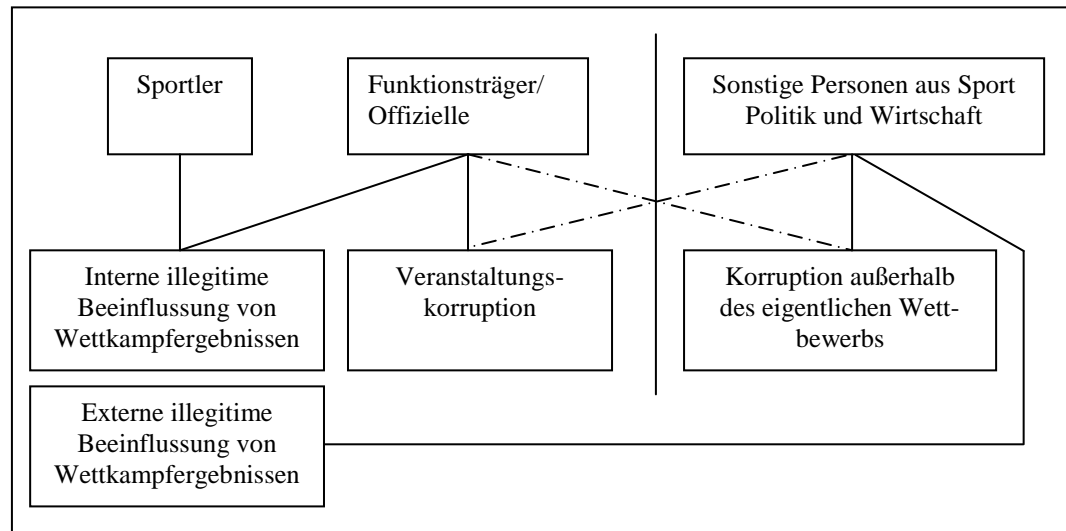 Sportler
Funktionsträger/
Offizielle
Sonstige Personen aus Sport
Politik und Wirtschaft
Interne illegitime
Beeinflussung von
Wettkampfergebnissen
Veranstaltungs-
korruption
Korruption außerhalb
des eigentlichen Wett-
bewerbs
Externe illegitime
Beeinflussung von
Wettkampfergebnissen